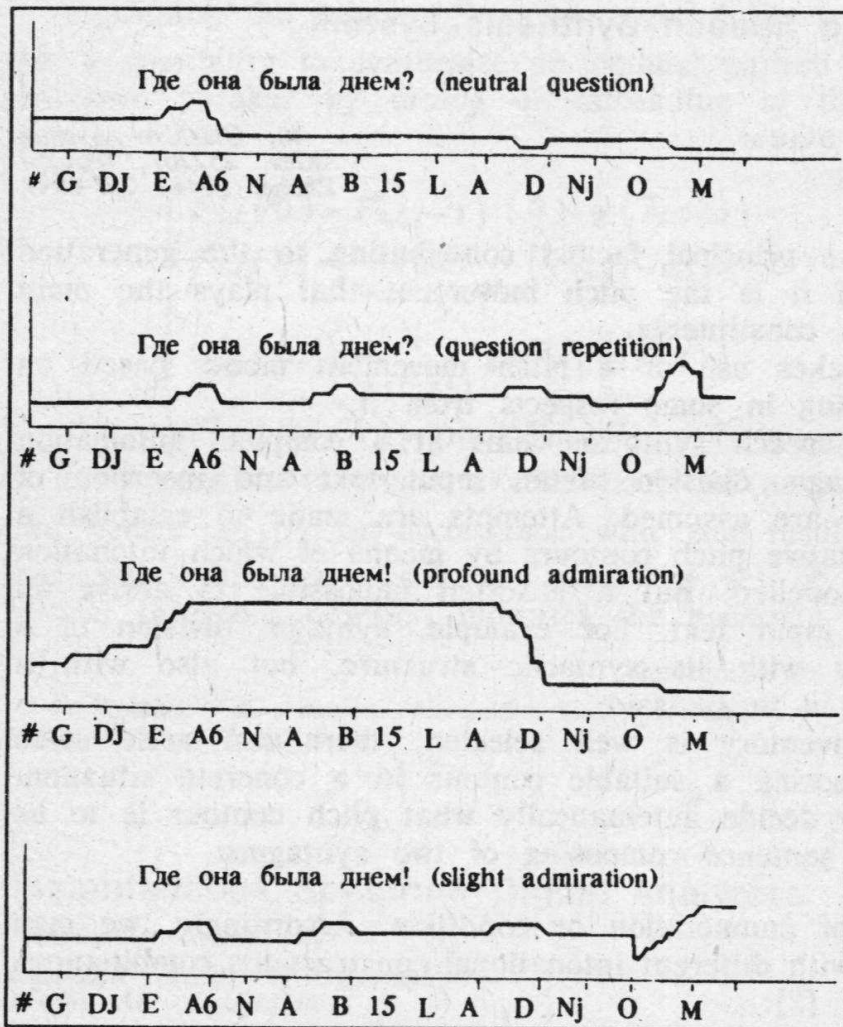 Где она была днем? (neutral question)
# G DJ E A6 N A B 15 L A D Nj O M
Где она была днем? (question repetition)
# G DJ E A6 N A B 15 L A D Nj O M
Где она была днем! (profound admiration)
# G DJ E A6 N A B 15 L A D Nj O M
Где она была днем! (slight admiration)
# G DJ E A6 N A B 15 L A D Nj O M